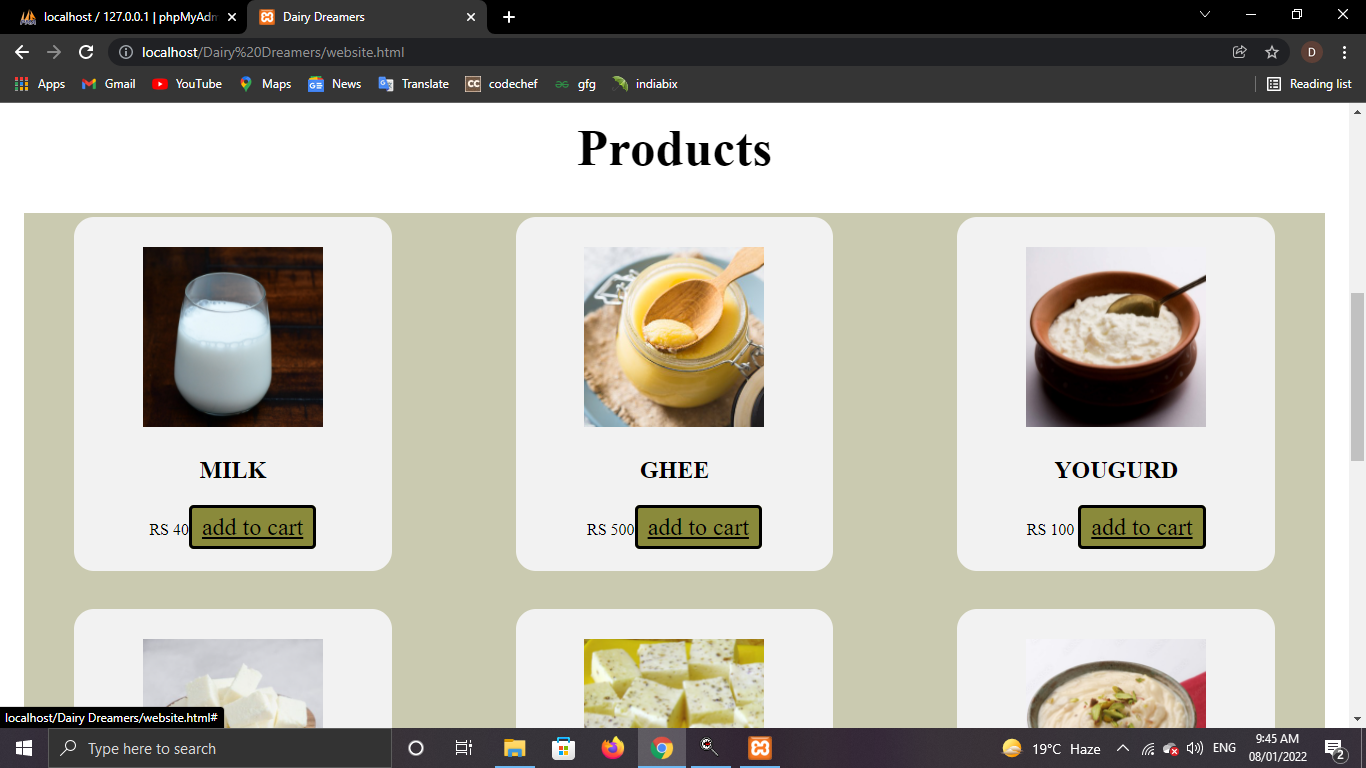 localhost / 127.0.0.1 | phpMyAdm
Dairy Dreamers
localhost/Dairy%20Dreamers/website.html
D
Apps Gmail YouTube Maps News Translate CC codechef gfg indiabix Reading list
Products
MILK GHEE YOUGURD
RS 40 add to cart RS 500 add to cart RS 100 add to cart
localhost/Dairy Dreamers/website.html#
Type here to search
19°C Haze
ENG
9:45 AM
08/01/2022
2